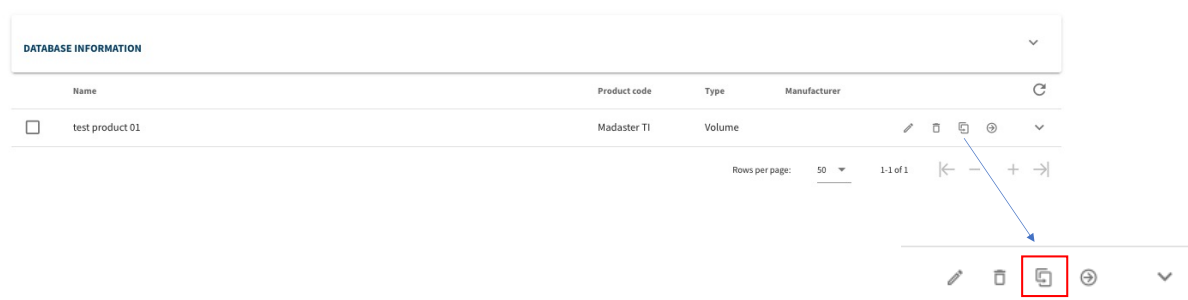 DATABASE INFORMATION
Name Product code Type Manufacturer
test product 01 Madaster TI Volume
Rows per page: 50 1-1 of 1